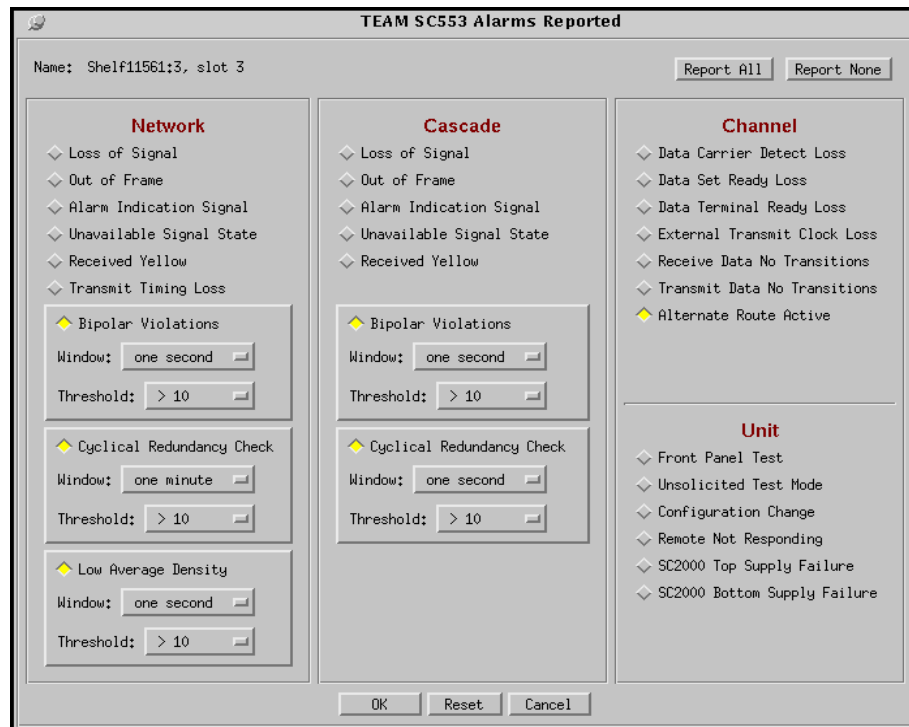 TEAM SC553 Alarms Reported
Name: Shelf11561:3, slot 3
Report All
Report None
Network
Loss of Signal
Out of Frame
Alarm Indication Signal
Unavailable Signal State
Received Yellow
Transmit Timing Loss
Bipolar Violations
Window: one second
Threshold: > 10
Cyclical Redundancy Check
Window: one minute
Threshold: > 10
Low Average Density
Window: one second
Threshold: > 10
Cascade
Loss of Signal
Out of Frame
Alarm Indication Signal
Unavailable Signal State
Received Yellow
Bipolar Violations
Window: one second
Threshold: > 10
Cyclical Redundancy Check
Window: one second
Threshold: > 10
Channel
Data Carrier Detect Loss
Data Set Ready Loss
Data Terminal Ready Loss
External Transmit Clock Loss
Receive Data No Transitions
Transmit Data No Transitions
Alternate Route Active
Unit
Front Panel Test
Unsolicited Test Mode
Configuration Change
Remote Not Responding
SC2000 Top Supply Failure
SC2000 Bottom Supply Failure
OK
Reset
Cancel